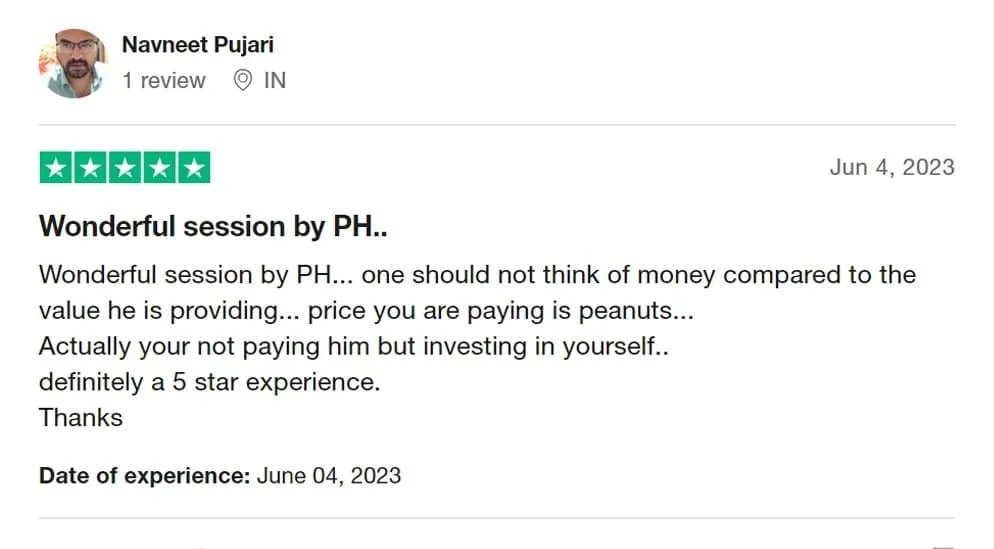 Navneet Pujari
1 review IN
Jun 4, 2023
Wonderful session by PH..
Wonderful session by PH... one should not think of money compared to the
value he is providing... price you are paying is peanuts...
Actually your not paying him but investing in yourself..
definitely a 5 star experience.
Thanks
Date of experience: June 04, 2023